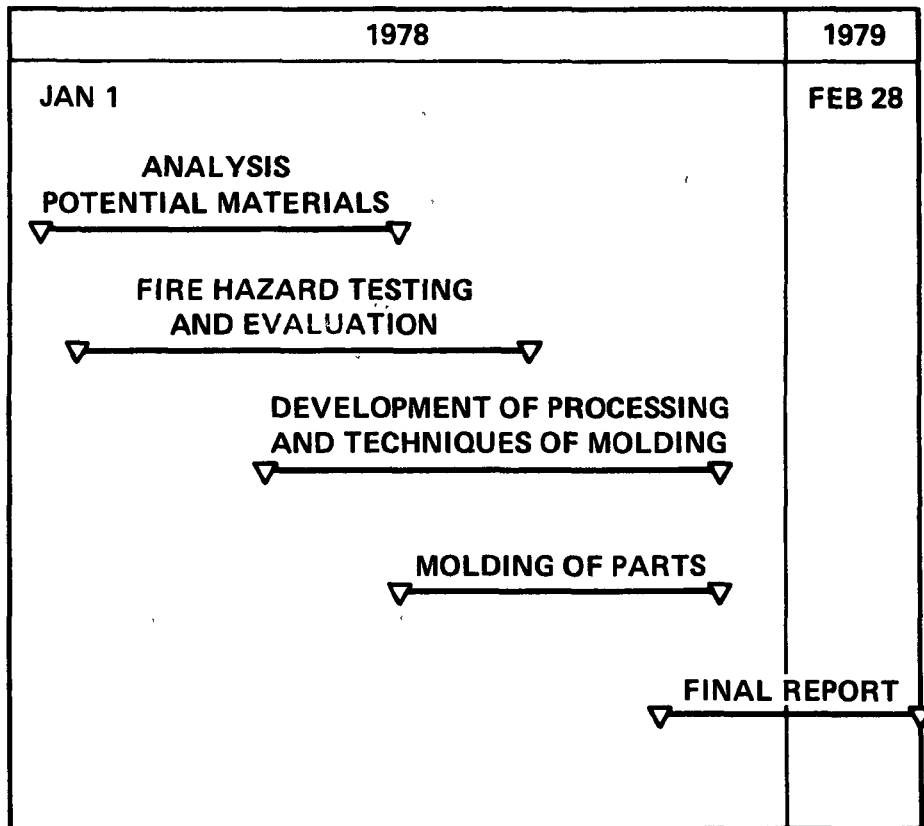 1978
1979
JAN 1
FEB 28
ANALYSIS
POTENTIAL MATERIALS
FIRE HAZARD TESTING
AND EVALUATION
DEVELOPMENT OF PROCESSING
AND TECHNIQUES OF MOLDING
MOLDING OF PARTS
FINAL REPORT